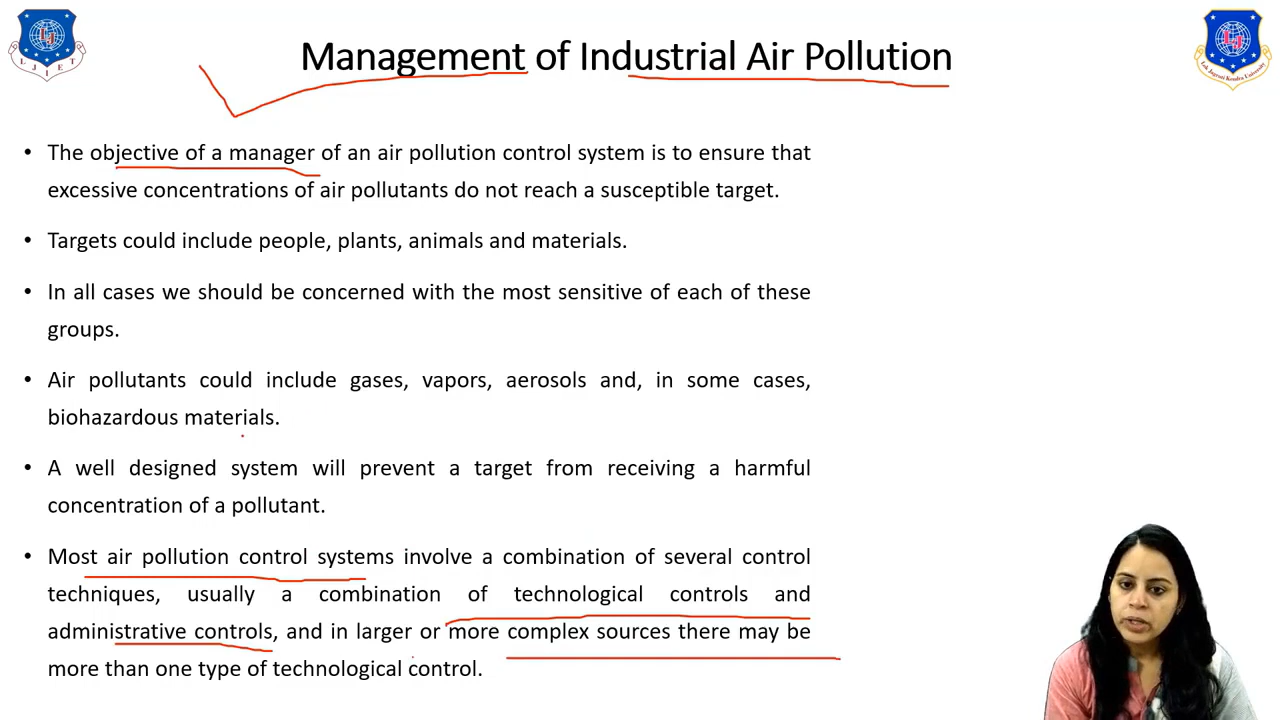 LJIET
Management of Industrial Air Pollution
Lok Jagruti Kendra University
• The objective of a manager of an air pollution control system is to ensure that
excessive concentrations of air pollutants do not reach a susceptible target.
• Targets could include people, plants, animals and materials.
• In all cases we should be concerned with the most sensitive of each of these
groups.
• Air pollutants could include gases, vapors, aerosols and, in some cases,
biohazardous materials.
• A well designed system will prevent a target from receiving a harmful
concentration of a pollutant.
• Most air pollution control systems involve a combination of several control
techniques, usually a combination of technological controls and
administrative controls, and in larger or more complex sources there may be
more than one type of technological control.